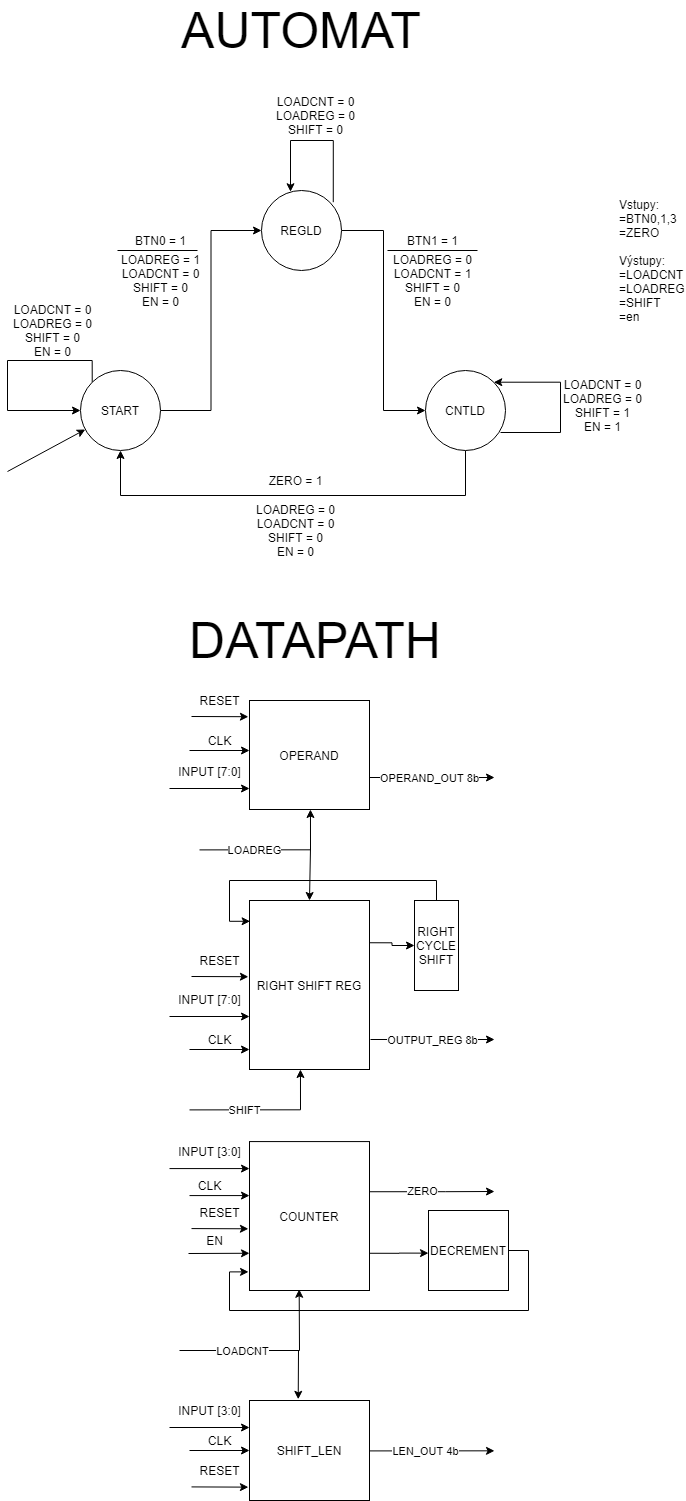 AUTOMAT
LOADCNT = 0
LOADREG = 0
SHIFT = 0
REGLD
BTN0 = 1
LOADREG = 1
LOADCNT = 0
SHIFT = 0
EN = 0
BTN1 = 1
LOADREG = 0
LOADCNT = 1
SHIFT = 0
EN = 0
Vstupy:
=BTN0,1,3
=ZERO
Výstupy:
=LOADCNT
=LOADREG
=SHIFT
=en
LOADCNT = 0
LOADREG = 0
SHIFT = 0
EN = 0
START
CNTLD
LOADCNT = 0
LOADREG = 0
SHIFT = 1
EN = 1
ZERO = 1
LOADREG = 0
LOADCNT = 0
SHIFT = 0
EN = 0
DATAPATH
RESET
CLK
INPUT [7:0]
OPERAND
OPERAND_OUT 8b
LOADREG
RIGHT
CYCLE
SHIFT
RESET
INPUT [7:0]
CLK
RIGHT SHIFT REG
OUTPUT_REG 8b
SHIFT
INPUT [3:0]
CLK
RESET
EN
COUNTER
ZERO
DECREMENT
LOADCNT
INPUT [3:0]
CLK
RESET
SHIFT_LEN
LEN_OUT 4b